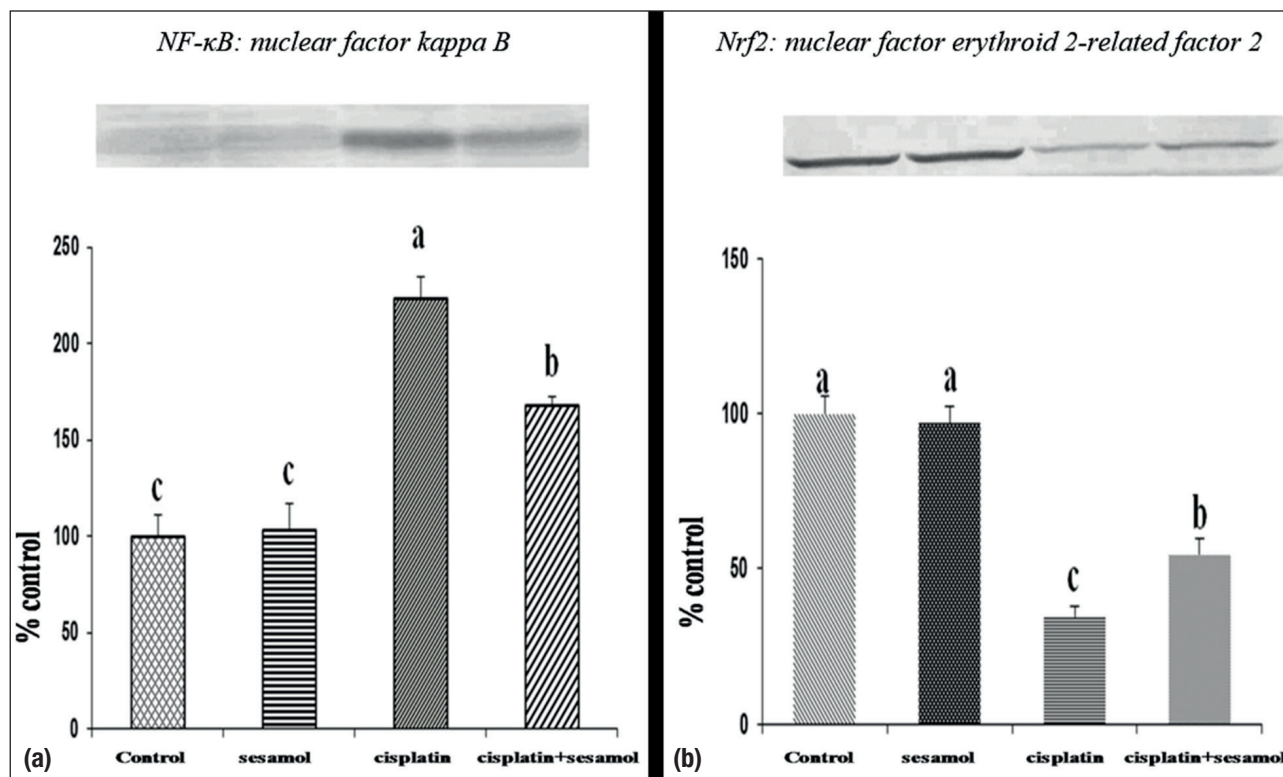 NF-κB: nuclear factor kappa B
250
200
150
100
50
0
% control
c
c
a
b
Control
sesamol
cisplatin
cisplatin+sesamol
(a)
Nrf2: nuclear factor erythroid 2-related factor 2
150
100
50
0
% control
a
a
c
b
Control
sesamol
cisplatin
cisplatin+sesamol
(b)